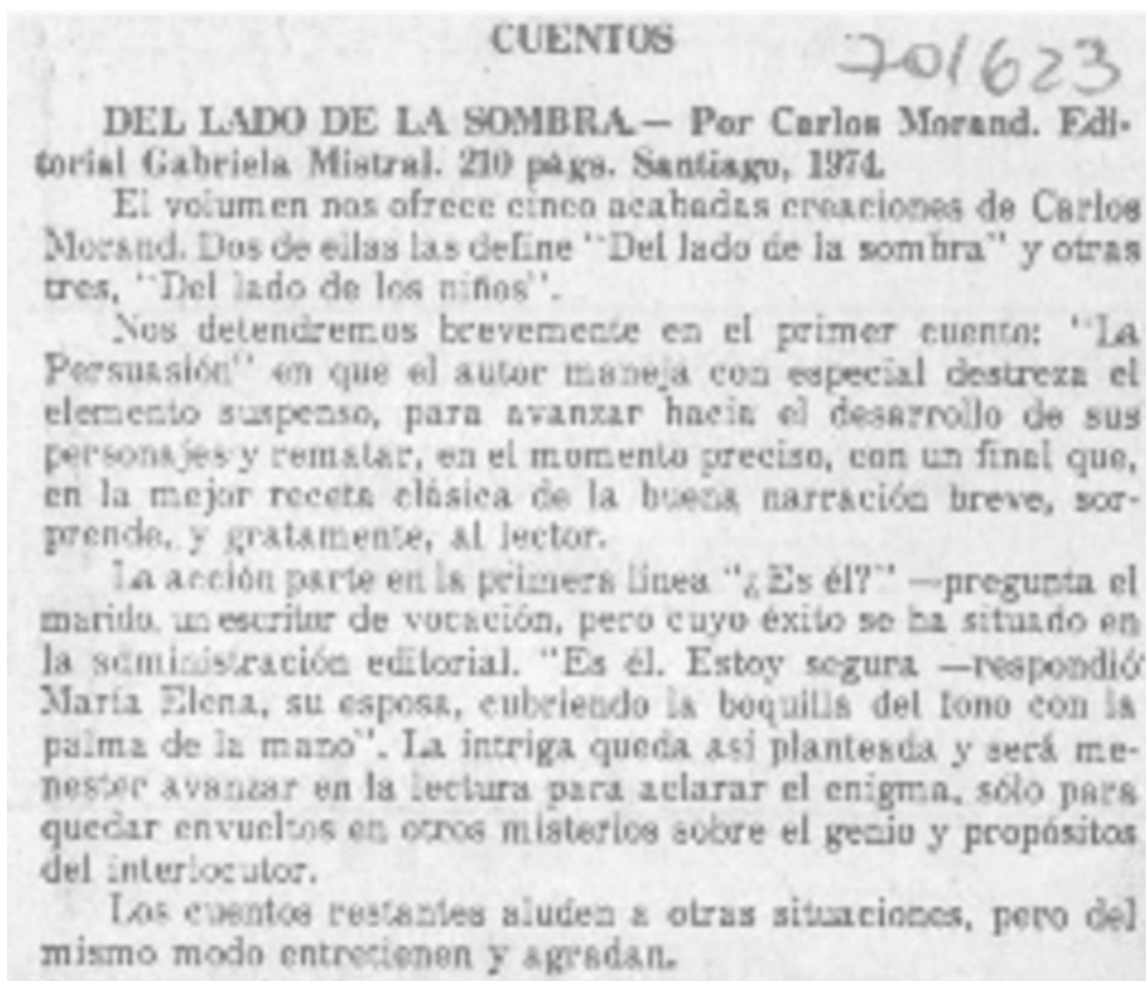 CUENTOS
701623
DEL LADO DE LA SOMBRA.— Por Carlos Morand. Edi-
torial Gabriela Mistral. 210 págs. Santiago, 1974.
El volumen nos ofrece cinco acabadas creaciones de Carlos
Morand. Dos de ellas las define "Del lado de la sombra" y otras
tres, "Del lado de los niños".
Nos detendremos brevemente en el primer cuento: "La
Persuasión" en que el autor maneja con especial destreza el
elemento suspenso, para avanzar hacia el desarrollo de sus
personajes y rematar, en el momento preciso, con un final que,
en la mejor receta clásica de la buena narración breve, sor-
prende, y gratamente, al lector.
La acción parte en la primera línea "¿Es él?" —pregunta el
marido, un escritor de vocación, pero cuyo éxito se ha situado en
la administración editorial. "Es él. Estoy segura —respondió
María Elena, su esposa, cubriendo la boquilla del fono con la
palma de la mano". La intriga queda así planteada y será me-
nester avanzar en la lectura para aclarar el enigma, sólo para
quedar envueltos en otros misterios sobre el genio y propósitos
del interlocutor.
Los cuentos restantes aluden a otras situaciones, pero del
mismo modo entretienen y agradan.